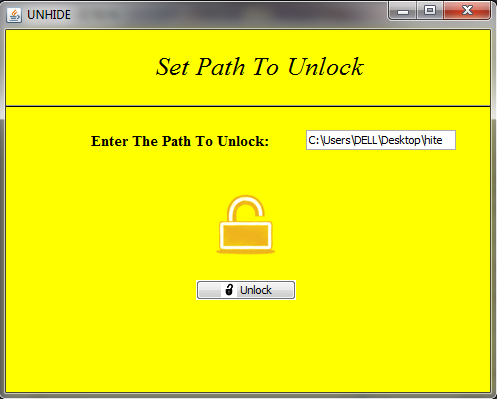 UNHIDE
Set Path To Unlock
Enter The Path To Unlock: C:\Users\DELL\Desktop\hite
Unlock